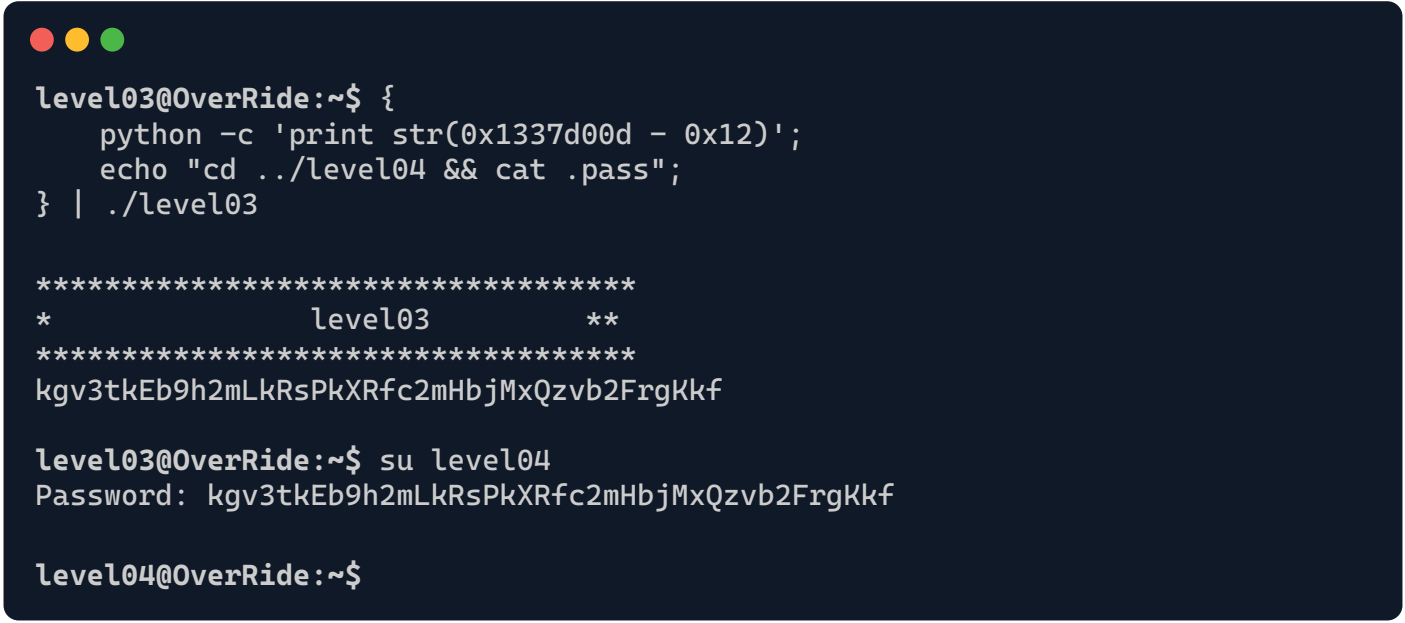 level03@OverRide:~$ {
    python -c 'print str(0x1337d00d - 0x12)';
    echo "cd ../level04 && cat .pass";
} | ./level03

***********************************
*               level03         **
***********************************
kgv3tkEb9h2mLkRsPkXRfc2mHbjMxQzvb2FrgKkf

level03@OverRide:~$ su level04
Password: kgv3tkEb9h2mLkRsPkXRfc2mHbjMxQzvb2FrgKkf

level04@OverRide:~$